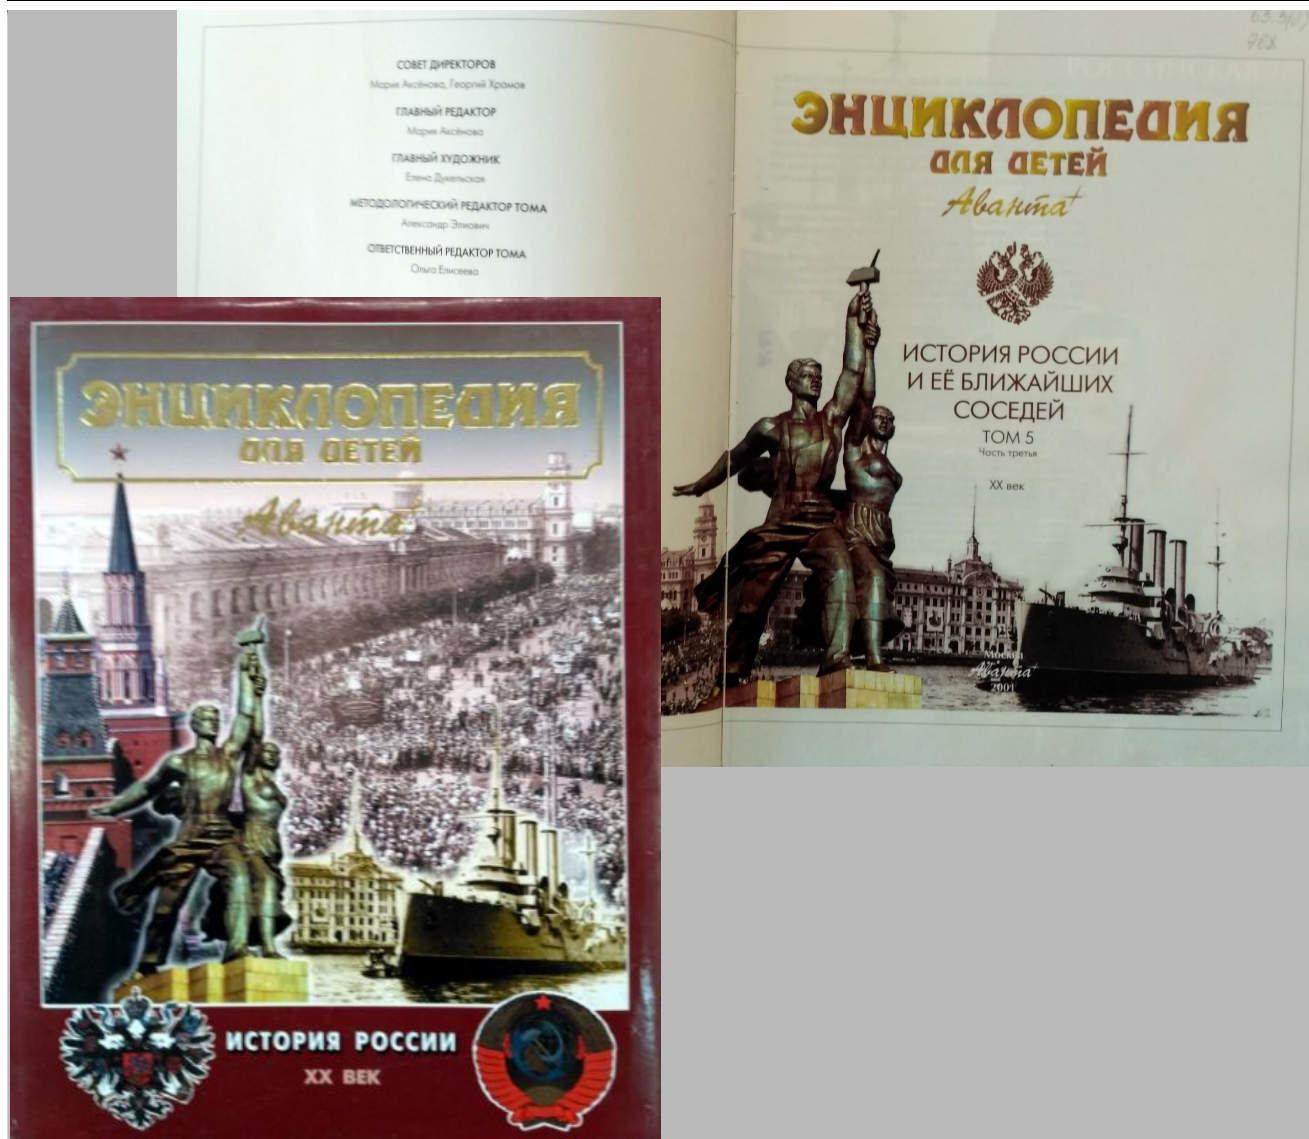 СОВЕТ ДИРЕКТОРОВ
Мария Аксёнова, Георгий Храмов
ГЛАВНЫЙ РЕДАКТОР
Мария Аксёнова
ГЛАВНЫЙ ХУДОЖНИК
Елена Дукельская
МЕТОДОЛОГИЧЕСКИЙ РЕДАКТОР ТОМА
Александр Элиович
ОТВЕТСТВЕННЫЙ РЕДАКТОР ТОМА
Ольга Елисеева
ЭНЦИКЛОПЕДИЯ
ДЛЯ ДЕТЕЙ
Аванта+
ИСТОРИЯ РОССИИ
И ЕЁ БЛИЖАЙШИХ
СОСЕДЕЙ
ТОМ 5
Часть третья
XX век
Москва
Аванта+
2001
ЭНЦИКЛОПЕДИЯ
ДЛЯ ДЕТЕЙ
Аванта+
ИСТОРИЯ РОССИИ
XX ВЕК